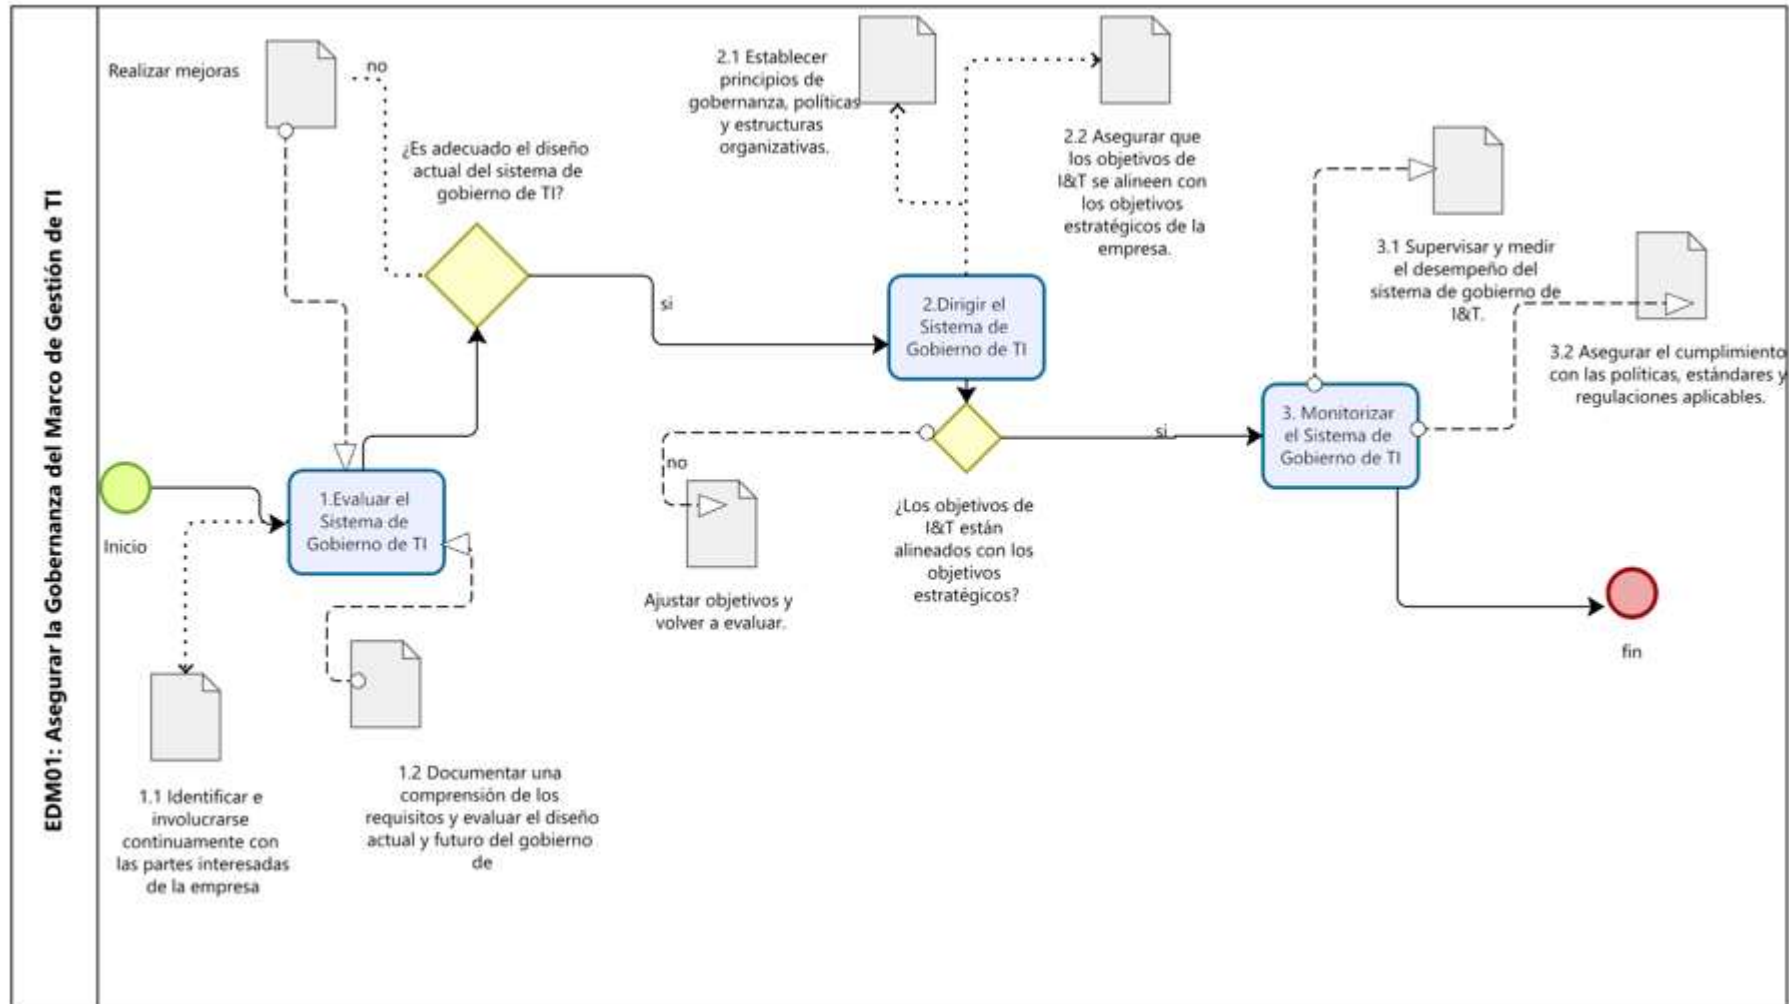 EDM01: Asegurar la Gobernanza del Marco de Gestión de TI
Realizar mejoras
no
¿Es adecuado el diseño
actual del sistema de
gobierno de TI?
si
2.1 Establecer
principios de
gobernanza, políticas
y estructuras
organizativas.
2.2 Asegurar que
los objetivos de
I&T se alineen con
los objetivos
estratégicos de la
empresa.
3.1 Supervisar y medir
el desempeño del
sistema de gobierno de
I&T.
3.2 Asegurar el cumplimiento
con las políticas, estándares y
regulaciones aplicables.
2.Dirigir el
Sistema de
Gobierno de TI
3. Monitorizar
el Sistema de
Gobierno de TI
si
no
Inicio
1.Evaluar el
Sistema de
Gobierno de TI
¿Los objetivos de
I&T están
alineados con los
objetivos
estratégicos?
Ajustar objetivos y
volver a evaluar.
fin
1.1 Identificar e
involucrarse
continuamente con
las partes interesadas
de la empresa
1.2 Documentar una
comprensión de los
requisitos y evaluar el diseño
actual y futuro del gobierno
de